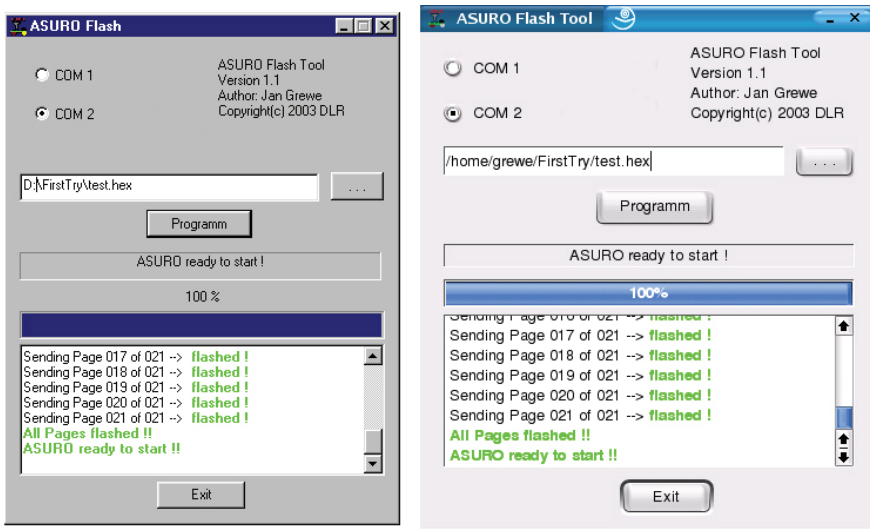 ASURO Flash
COM 1
COM 2
ASURO Flash Tool
Version 1.1
Author: Jan Grewe
Copyright(c) 2003 DLR
D:\FirstTry\test.hex
...
Programm
ASURO ready to start !
100 %
Sending Page 017 of 021 --> flashed !
Sending Page 018 of 021 --> flashed !
Sending Page 019 of 021 --> flashed !
Sending Page 020 of 021 --> flashed !
Sending Page 021 of 021 --> flashed !
All Pages flashed !!
ASURO ready to start !!
Exit
ASURO Flash Tool
COM 1
COM 2
ASURO Flash Tool
Version 1.1
Author: Jan Grewe
Copyright(c) 2003 DLR
/home/grewe/FirstTry/test.hex
...
Programm
ASURO ready to start !
100%
Sending Page 016 of 021 --> flashed !
Sending Page 017 of 021 --> flashed !
Sending Page 018 of 021 --> flashed !
Sending Page 019 of 021 --> flashed !
Sending Page 020 of 021 --> flashed !
Sending Page 021 of 021 --> flashed !
All Pages flashed !!
ASURO ready to start !!
Exit